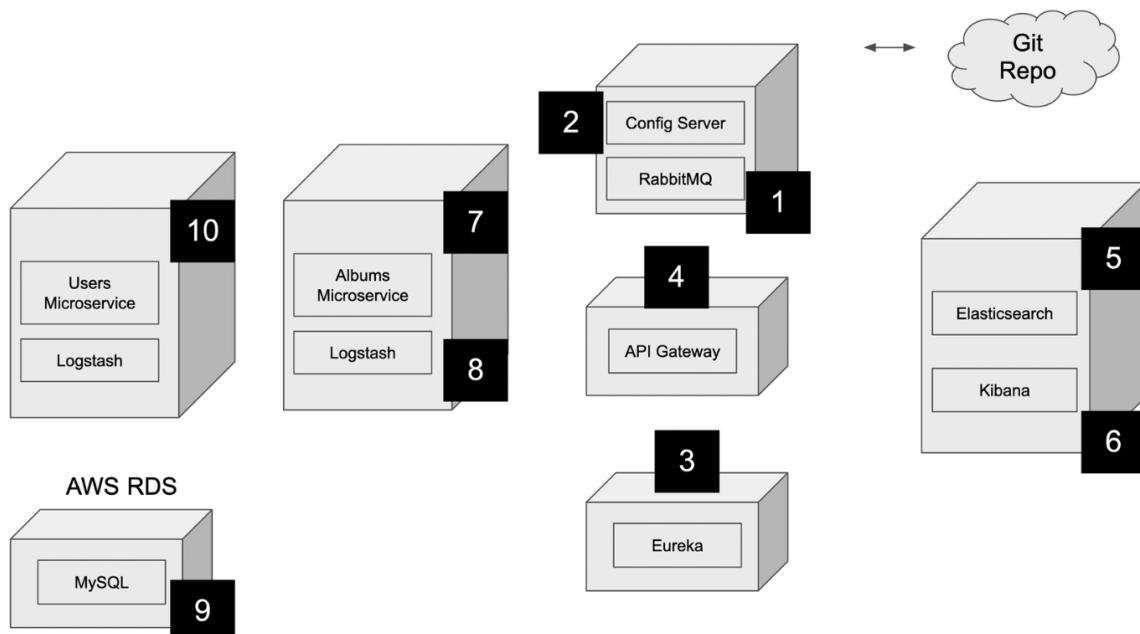 Git
Repo
2
Config Server
RabbitMQ
1
10
Users
Microservice
Logstash
7
Albums
Microservice
Logstash
8
4
API Gateway
5
Elasticsearch
Kibana
6
3
Eureka
AWS RDS
MySQL
9